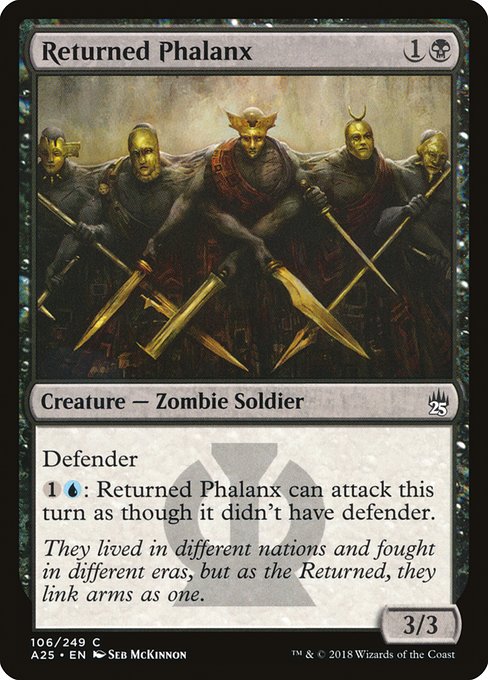 Returned Phalanx 1
Creature — Zombie Soldier
25
Defender
1: Returned Phalanx can attack this
turn as though it didn't have defender.
They lived in different nations and fought
in different eras, but as the Returned, they
link arms as one.
3/3
106/249 C
A25 • EN Seb McKinnon
™ & © 2018 Wizards of the Coast